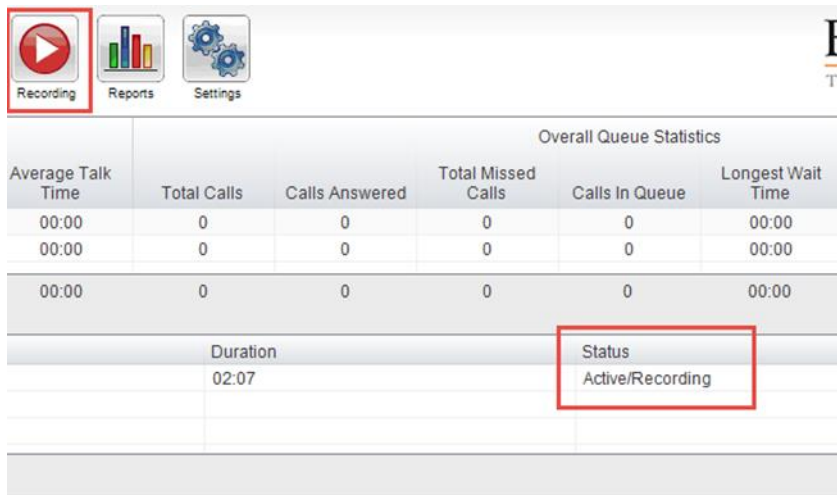 Recording Reports Settings
Overall Queue Statistics
Average Talk Time Total Calls Calls Answered Total Missed Calls Calls In Queue Longest Wait Time
00:00 0 0 0 0 00:00
00:00 0 0 0 0 00:00
00:00 0 0 0 0 00:00
Duration Status
02:07 Active/Recording